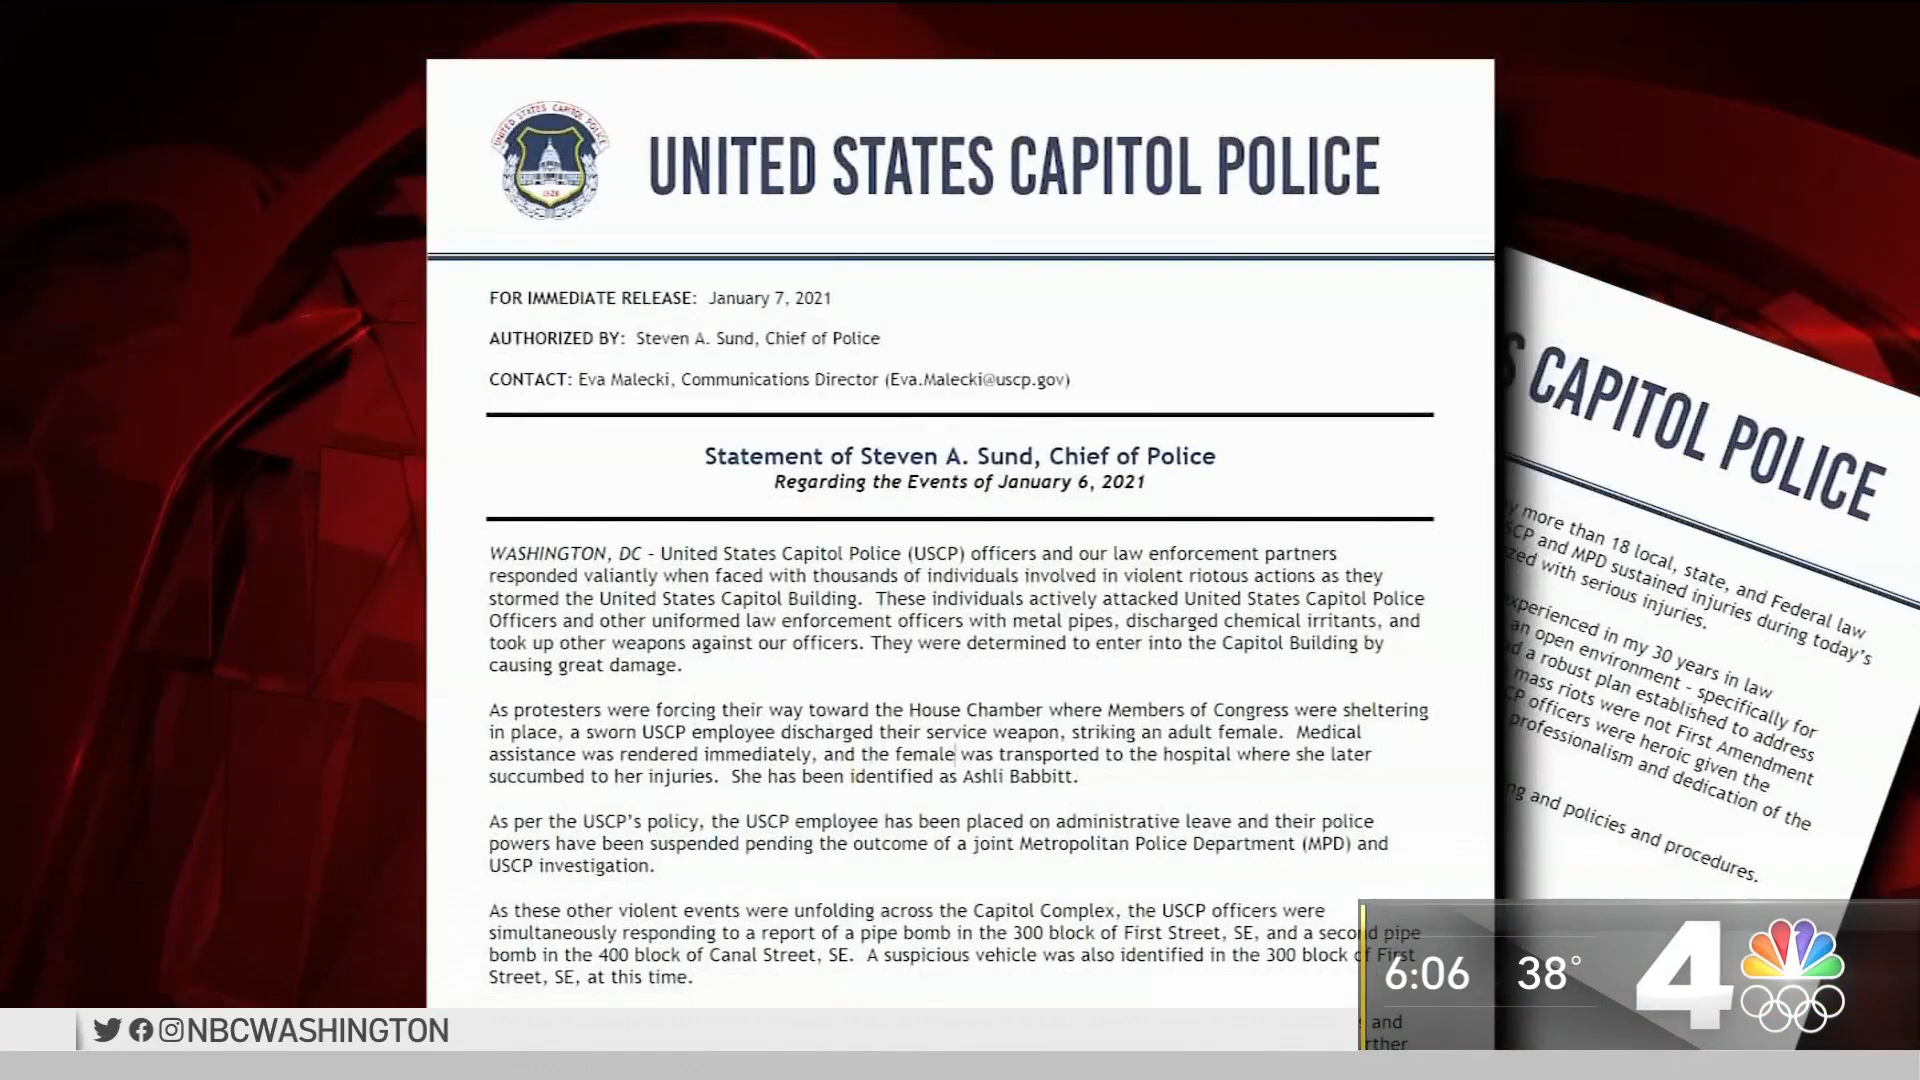 UNITED STATES CAPITOL POLICE
1828
UNITED STATES CAPITOL POLICE
FOR IMMEDIATE RELEASE: January 7, 2021
AUTHORIZED BY: Steven A. Sund, Chief of Police
CONTACT: Eva Malecki, Communications Director (Eva.Malecki@uscp.gov)
Statement of Steven A. Sund, Chief of Police
Regarding the Events of January 6, 2021
WASHINGTON, DC - United States Capitol Police (USCP) officers and our law enforcement partners
responded valiantly when faced with thousands of individuals involved in violent riotous actions as they
stormed the United States Capitol Building. These individuals actively attacked United States Capitol Police
Officers and other uniformed law enforcement officers with metal pipes, discharged chemical irritants, and
took up other weapons against our officers. They were determined to enter into the Capitol Building by
causing great damage.
As protesters were forcing their way toward the House Chamber where Members of Congress were sheltering
in place, a sworn USCP employee discharged their service weapon, striking an adult female. Medical
assistance was rendered immediately, and the female was transported to the hospital where she later
succumbed to her injuries. She has been identified as Ashli Babbitt.
As per the USCP's policy, the USCP employee has been placed on administrative leave and their police
powers have been suspended pending the outcome of a joint Metropolitan Police Department (MPD) and
USCP investigation.
As these other violent events were unfolding across the Capitol Complex, the USCP officers were
simultaneously responding to a report of a pipe bomb in the 300 block of First Street, SE, and a second pipe
bomb in the 400 block of Canal Street, SE. A suspicious vehicle was also identified in the 300 block of First
Street, SE, at this time.
and
rther
S CAPITOL POLICE
y more than 18 local, state, and Federal law
SCP and MPD sustained injuries during today's
zed with serious injuries.
experienced in my 30 years in law
an open environment - specifically for
ad a robust plan established to address
mass riots were not First Amendment
CP officers were heroic given the
professionalism and dedication of the
ng and policies and procedures.
6:06 38° 4
NBCWASHINGTON